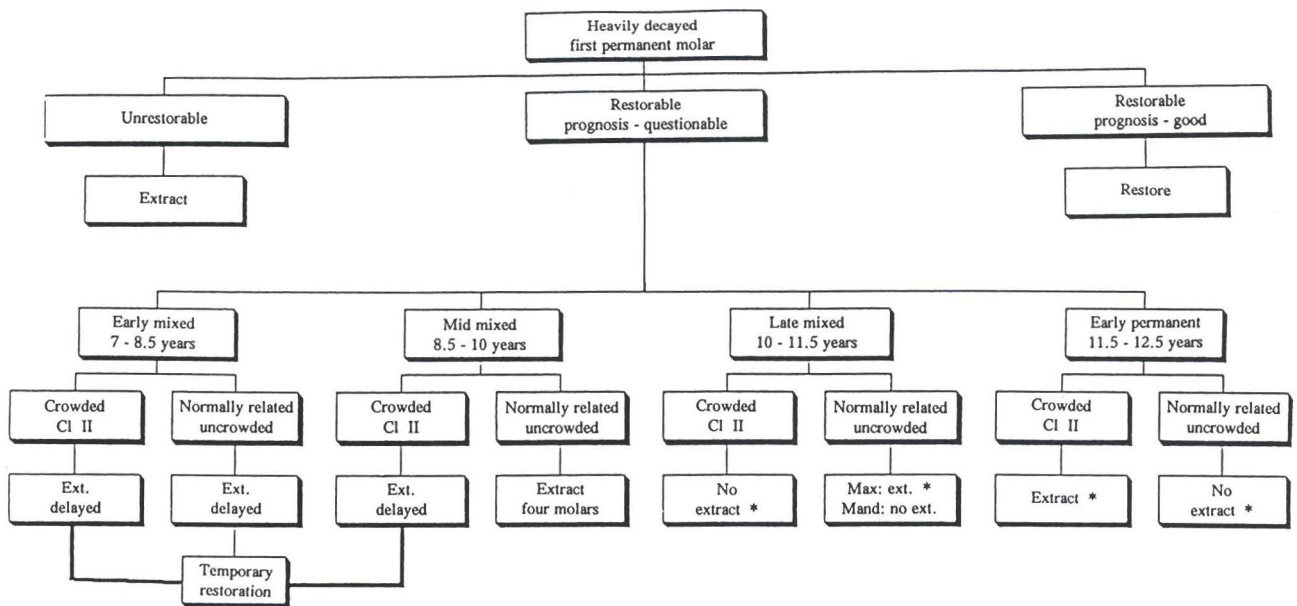 Heavily decayed
first permanent molar
Unrestorable
Restorable
prognosis - questionable
Restorable
prognosis - good
Extract
Restore
Early mixed
7 - 8.5 years
Mid mixed
8.5 - 10 years
Late mixed
10 - 11.5 years
Early permanent
11.5 - 12.5 years
Crowded
Cl II
Normally related
uncrowded
Crowded
Cl II
Normally related
uncrowded
Crowded
Cl II
Normally related
uncrowded
Crowded
Cl II
Normally related
uncrowded
Ext.
delayed
Ext.
delayed
Ext.
delayed
Extract
four molars
No
extract *
Max: ext. *
Mand: no ext.
Extract *
No
extract *
Temporary
restoration